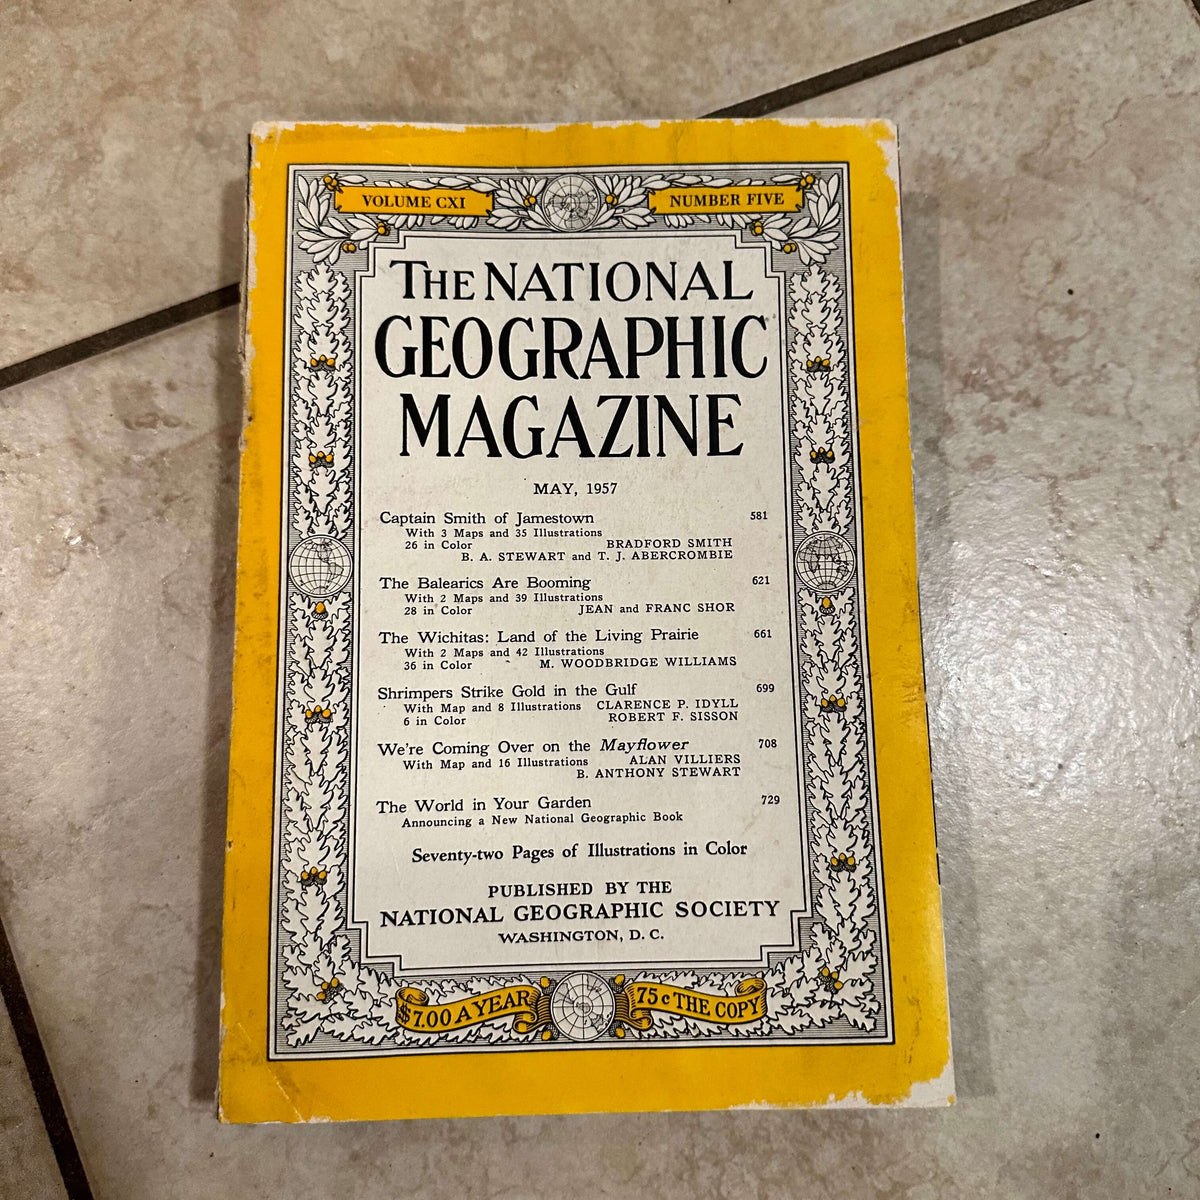 VOLUME CXI
NUMBER FIVE
THE NATIONAL
GEOGRAPHIC
MAGAZINE
MAY, 1957
Captain Smith of Jamestown 581
With 3 Maps and 35 Illustrations
26 in Color BRADFORD SMITH
B. A. STEWART and T. J. ABERCROMBIE
The Balearics Are Booming 621
With 2 Maps and 39 Illustrations
28 in Color JEAN and FRANC SHOR
The Wichitas: Land of the Living Prairie 661
With 2 Maps and 42 Illustrations
36 in Color M. WOODBRIDGE WILLIAMS
Shrimpers Strike Gold in the Gulf 699
With Map and 8 Illustrations CLARENCE P. IDYLL
6 in Color ROBERT F. SISSON
We're Coming Over on the Mayflower 708
With Map and 16 Illustrations ALAN VILLIERS
B. ANTHONY STEWART
The World in Your Garden 729
Announcing a New National Geographic Book
Seventy-two Pages of Illustrations in Color
PUBLISHED BY THE
NATIONAL GEOGRAPHIC SOCIETY
WASHINGTON, D. C.
$7.00 A YEAR
75c THE COPY